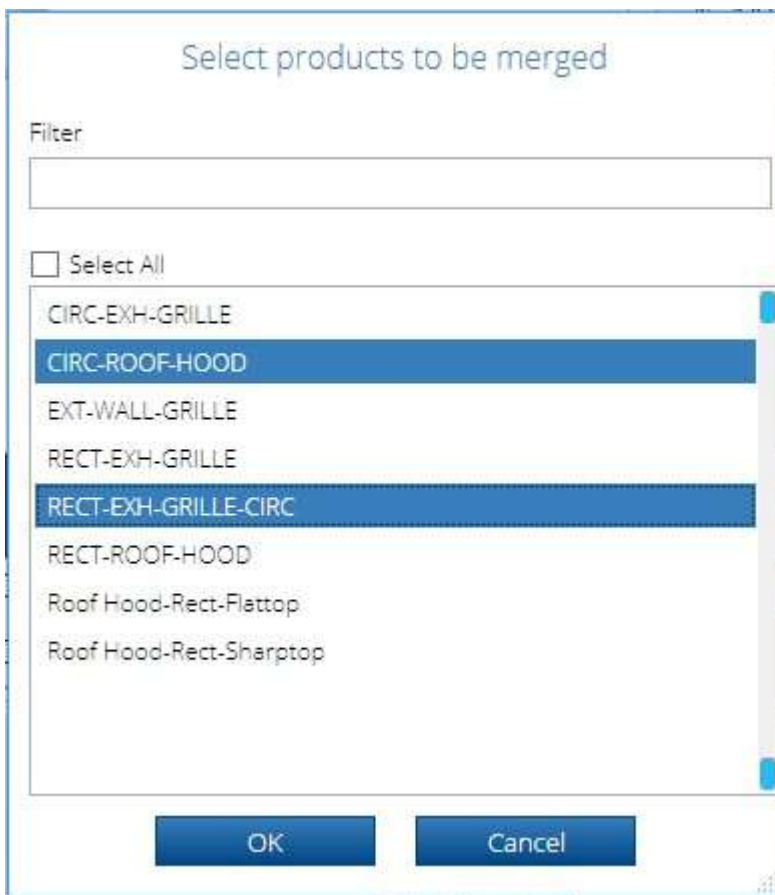 Select products to be merged
Filter
Select All
CIRC-EXH-GRILLE
CIRC-ROOF-HOOD
EXT-WALL-GRILLE
RECT-EXH-GRILLE
RECT-EXH-GRILLE-CIRC
RECT-ROOF-HOOD
Roof Hood-Rect-Flattop
Roof Hood-Rect-Sharptop
OK Cancel